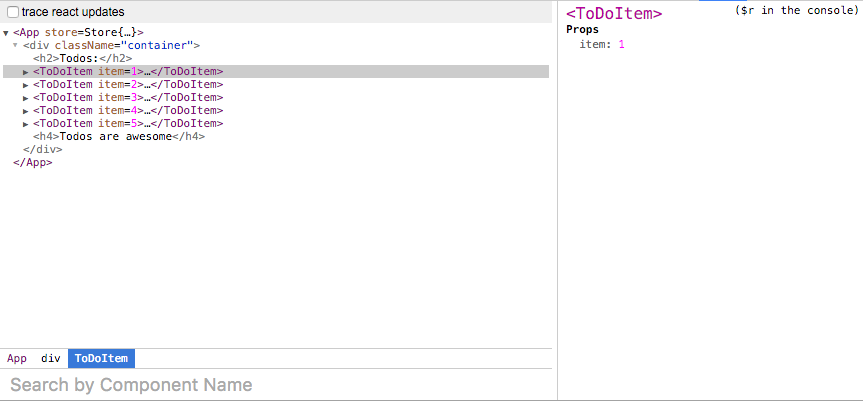 trace react updates
▼ <App store=Store{…}>
▼ <div className="container">
<h2>Todos:</h2>
▶ <ToDoItem item=1>…</ToDoItem>
▶ <ToDoItem item=2>…</ToDoItem>
▶ <ToDoItem item=3>…</ToDoItem>
▶ <ToDoItem item=4>…</ToDoItem>
▶ <ToDoItem item=5>…</ToDoItem>
<h4>Todos are awesome</h4>
</div>
</App>
App div ToDoItem
Search by Component Name
<ToDoItem> ($r in the console)
Props
item: 1